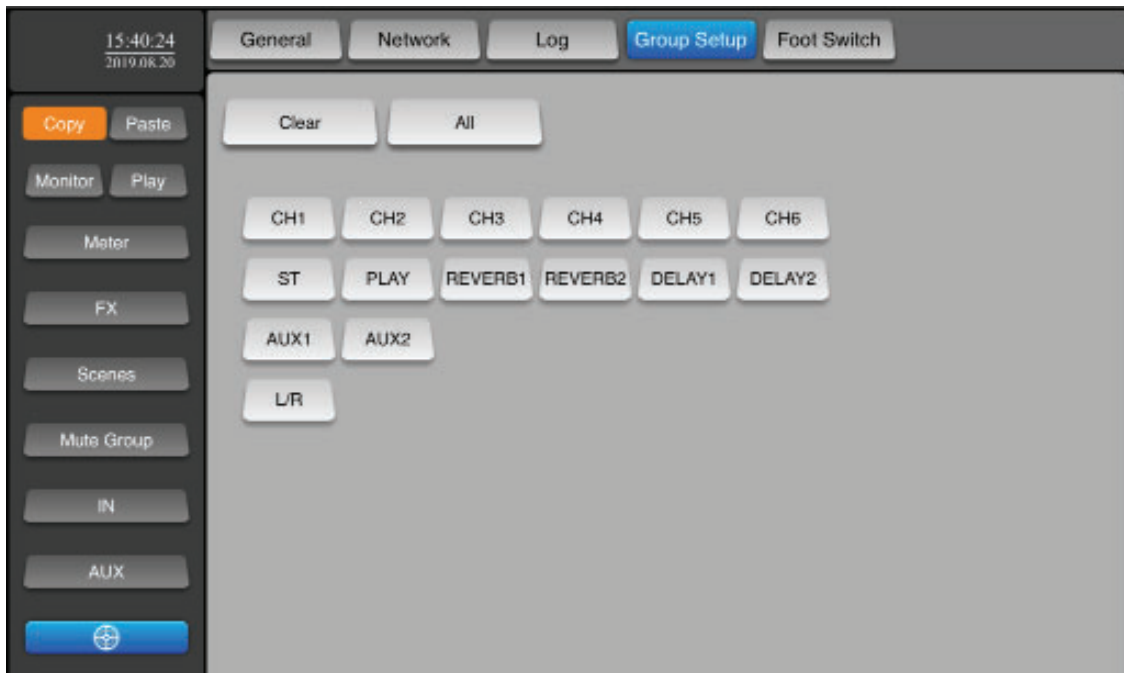 15:40:24
2019.08.20
General Network Log Group Setup Foot Switch
Copy Paste
Monitor Play
Meter
FX
Scenes
Mute Group
IN
AUX
Clear All
CH1 CH2 CH3 CH4 CH5 CH6
ST PLAY REVERB1 REVERB2 DELAY1 DELAY2
AUX1 AUX2
L/R